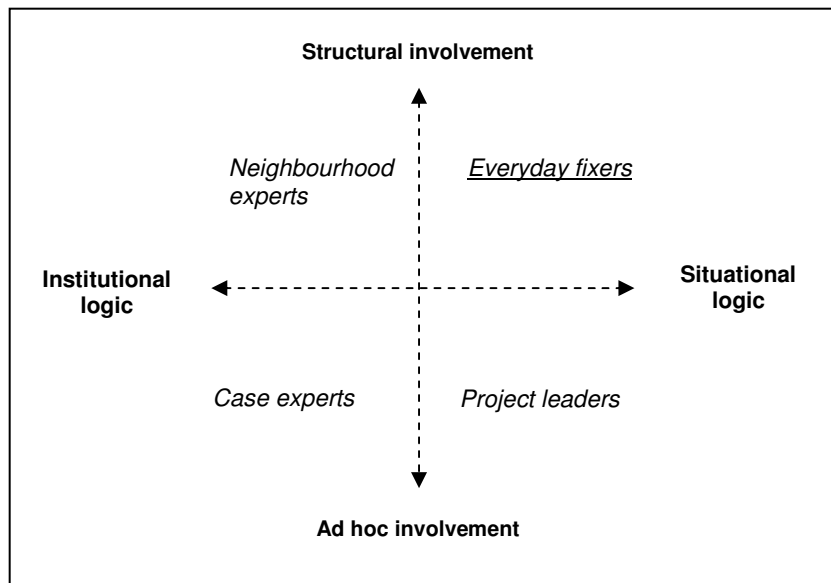 Structural involvement
Neighbourhood
experts
Everyday fixers
Institutional
logic
Situational
logic
Case experts
Project leaders
Ad hoc involvement